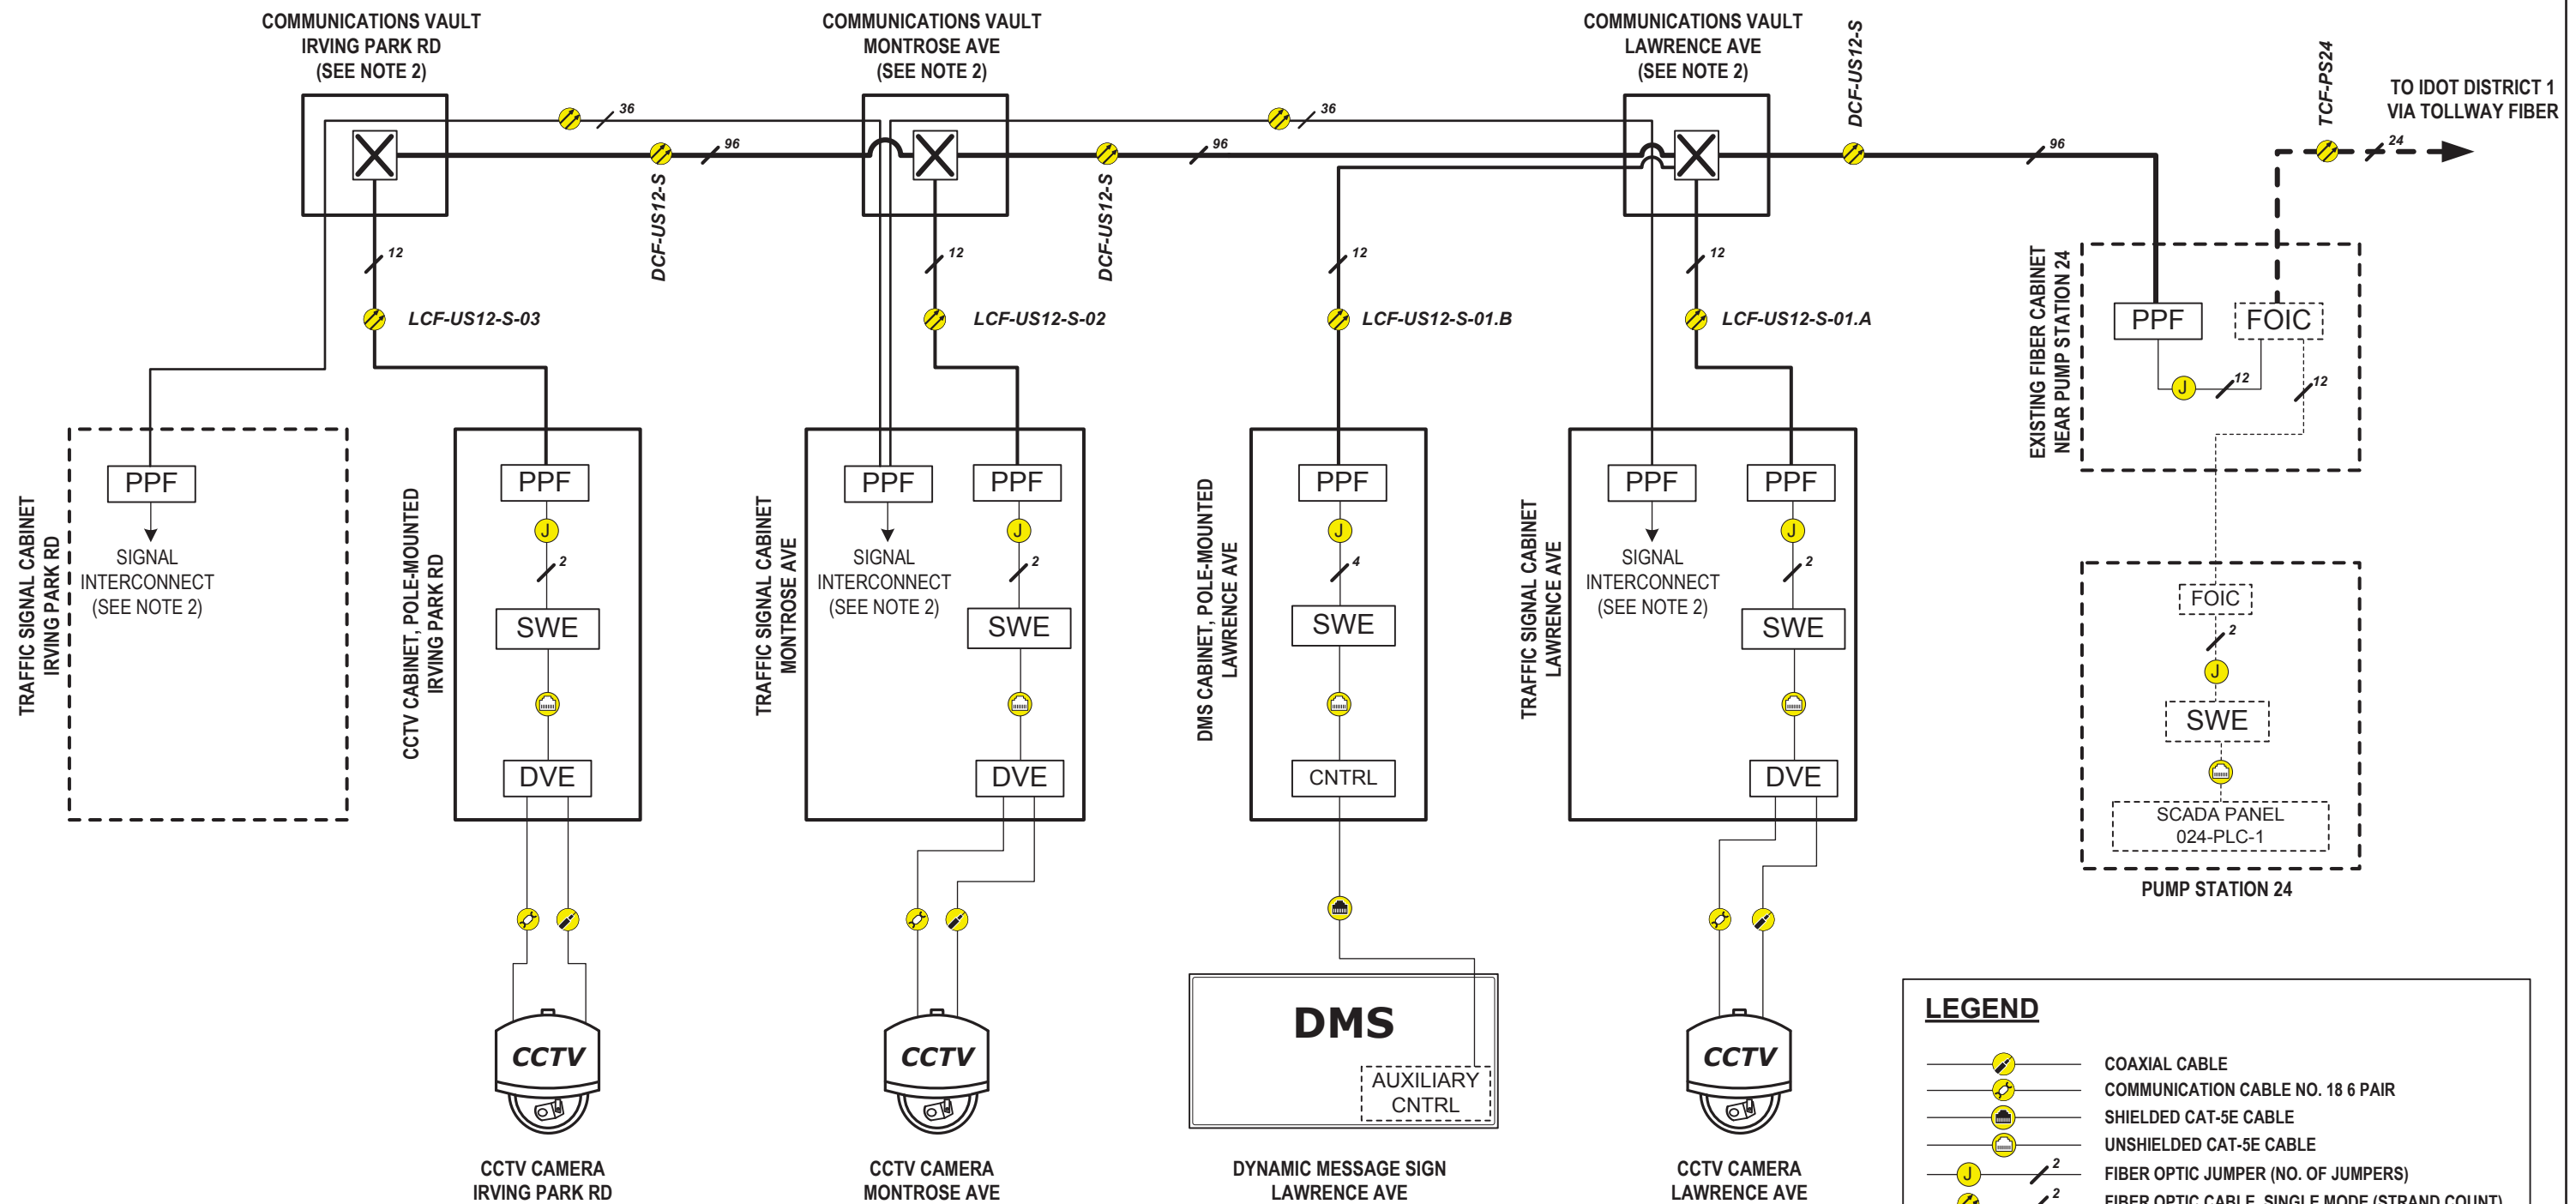 COMMUNICATIONS VAULT
IRVING PARK RD
(SEE NOTE 2)
COMMUNICATIONS VAULT
MONTROSE AVE
(SEE NOTE 2)
COMMUNICATIONS VAULT
LAWRENCE AVE
(SEE NOTE 2)
DCF-US12-S
TCF-PS24
TO IDOT DISTRICT 1
VIA TOLLWAY FIBER
36
96
36
96
96
24
DCF-US12-S
DCF-US12-S
12
12
12
12
LCF-US12-S-03
LCF-US12-S-02
LCF-US12-S-01.B
LCF-US12-S-01.A
EXISTING FIBER CABINET
NEAR PUMP STATION 24
PPF
FOIC
J
12
12
TRAFFIC SIGNAL CABINET
IRVING PARK RD
PPF
SIGNAL
INTERCONNECT
(SEE NOTE 2)
CCTV CABINET, POLE-MOUNTED
IRVING PARK RD
PPF
J
2
SWE
DVE
TRAFFIC SIGNAL CABINET
MONTROSE AVE
PPF
SIGNAL
INTERCONNECT
(SEE NOTE 2)
PPF
J
2
SWE
DVE
DMS CABINET, POLE-MOUNTED
LAWRENCE AVE
PPF
J
4
SWE
CNTRL
TRAFFIC SIGNAL CABINET
LAWRENCE AVE
PPF
SIGNAL
INTERCONNECT
(SEE NOTE 2)
PPF
J
2
SWE
DVE
FOIC
2
J
SWE
SCADA PANEL
024-PLC-1
PUMP STATION 24
CCTV
CCTV CAMERA
IRVING PARK RD
CCTV
CCTV CAMERA
MONTROSE AVE
DMS
AUXILIARY
CNTRL
DYNAMIC MESSAGE SIGN
LAWRENCE AVE
CCTV
CCTV CAMERA
LAWRENCE AVE
LEGEND
COAXIAL CABLE
COMMUNICATION CABLE NO. 18 6 PAIR
SHIELDED CAT-5E CABLE
UNSHIELDED CAT-5E CABLE
J 2 FIBER OPTIC JUMPER (NO. OF JUMPERS)
2 FIBER OPTIC CABLE, SINGLE MODE (STRAND COUNT)